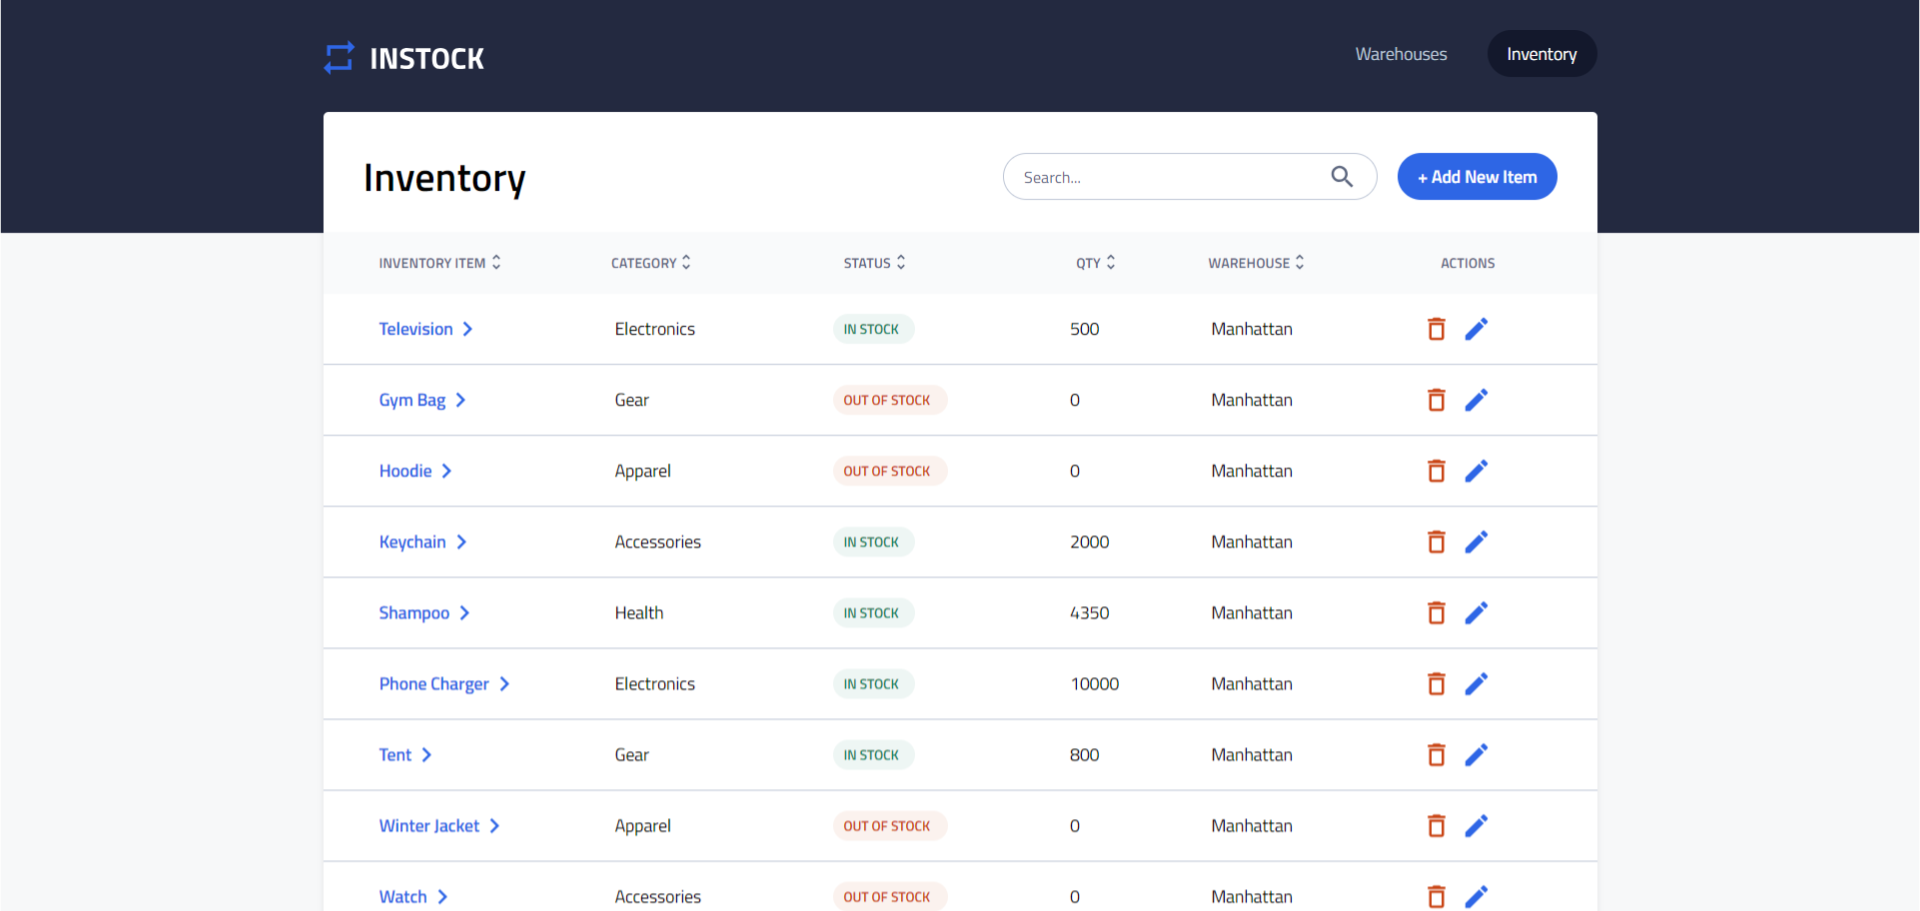 INSTOCK
Warehouses Inventory
Inventory
Search...
+ Add New Item
INVENTORY ITEM CATEGORY STATUS QTY WAREHOUSE ACTIONS
Television Electronics IN STOCK 500 Manhattan
Gym Bag Gear OUT OF STOCK 0 Manhattan
Hoodie Apparel OUT OF STOCK 0 Manhattan
Keychain Accessories IN STOCK 2000 Manhattan
Shampoo Health IN STOCK 4350 Manhattan
Phone Charger Electronics IN STOCK 10000 Manhattan
Tent Gear IN STOCK 800 Manhattan
Winter Jacket Apparel OUT OF STOCK 0 Manhattan
Watch Accessories OUT OF STOCK 0 Manhattan